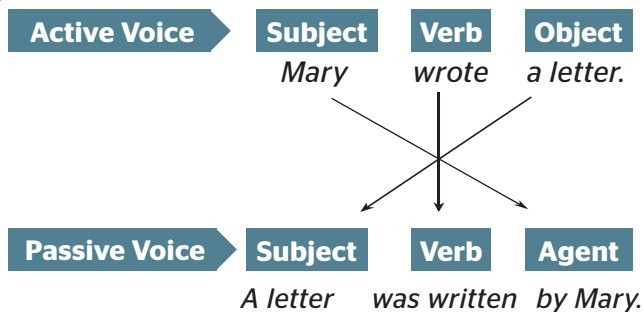 Active Voice Subject Verb Object
Mary wrote a letter.
Passive Voice Subject Verb Agent
A letter was written by Mary.